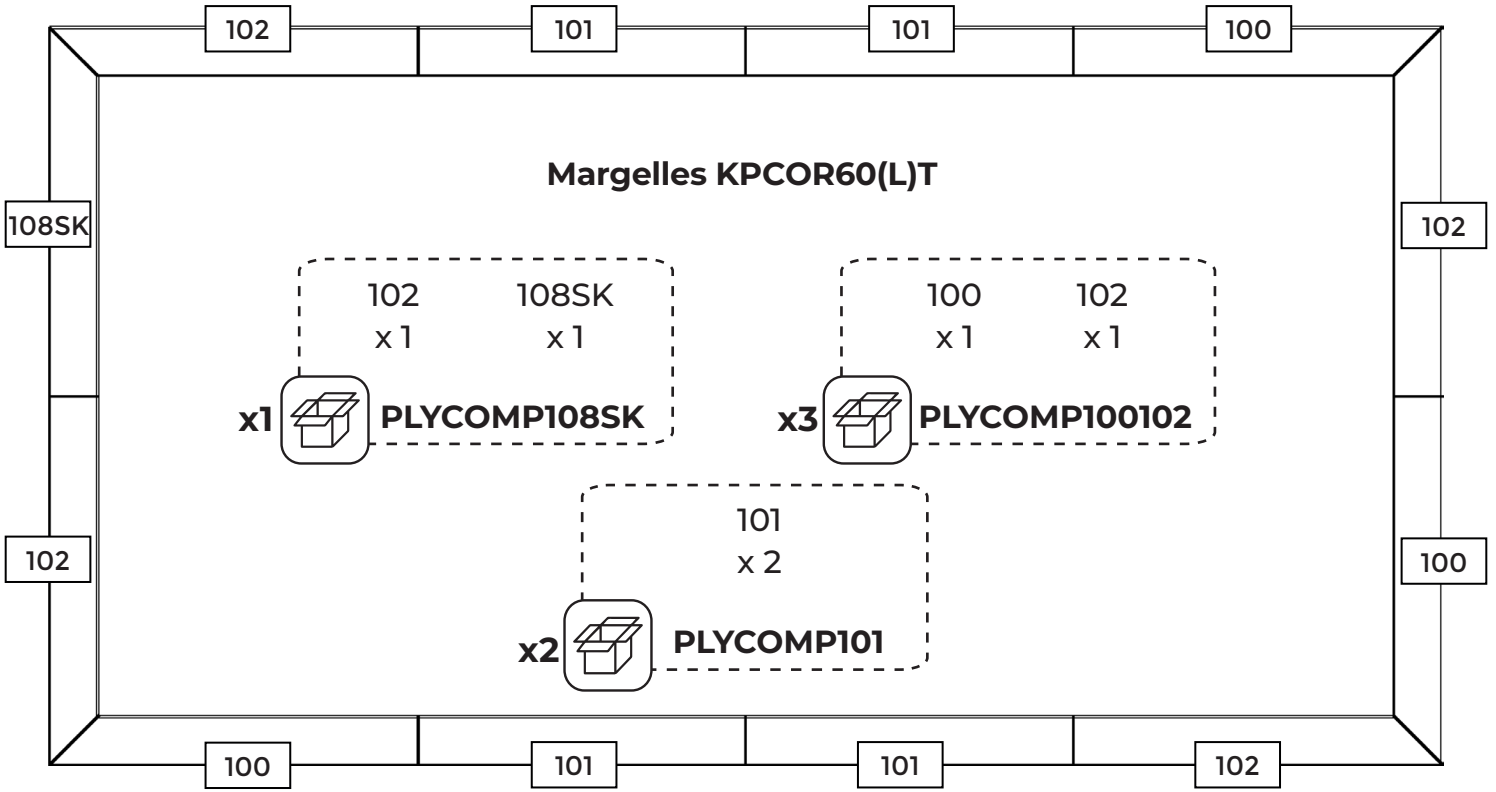 102 101 101 100
Margelles KPCOR60(L)T
108SK 102
102 108SK 100 102
x 1 x 1 x 1 x 1
x1 PLYCOMP108SK x3 PLYCOMP100102
101
x 2
102 100
x2 PLYCOMP101
100 101 101 102